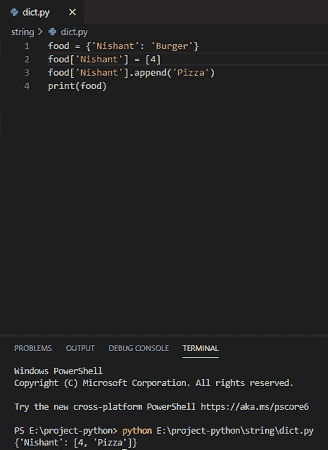 dict.py ×
string > dict.py
1 food = {'Nishant': 'Burger'}
2 food['Nishant'] = [4]
3 food['Nishant'].append('Pizza')
4 print(food)
PROBLEMS OUTPUT DEBUG CONSOLE TERMINAL
Windows PowerShell
Copyright (C) Microsoft Corporation. All rights reserved.
Try the new cross-platform PowerShell https://aka.ms/pscore6
PS E:\project-python> python E:\project-python\string\dict.py
{'Nishant': [4, 'Pizza']}